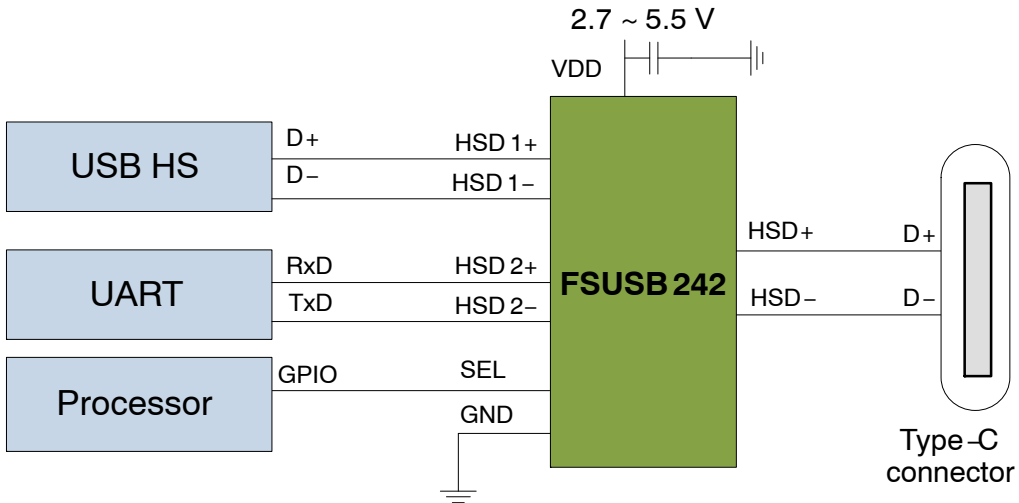 2.7 ~ 5.5 V
VDD
USB HS
D+
HSD 1+
D−
HSD 1−
HSD+
D+
UART
RxD
HSD 2+
TxD
HSD 2−
FSUSB 242
HSD−
D−
Processor
GPIO
SEL
GND
Type−C
connector